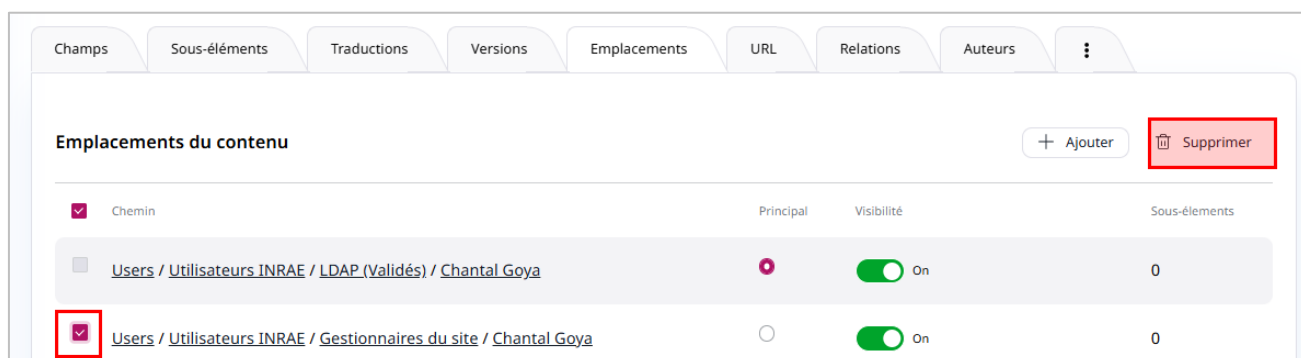 Champs Sous-éléments Traductions Versions Emplacements URL Relations Auteurs
Emplacements du contenu + Ajouter Supprimer
Chemin Principal Visibilité Sous-élements
Users / Utilisateurs INRAE / LDAP (Validés) / Chantal Goya On 0
Users / Utilisateurs INRAE / Gestionnaires du site / Chantal Goya On 0